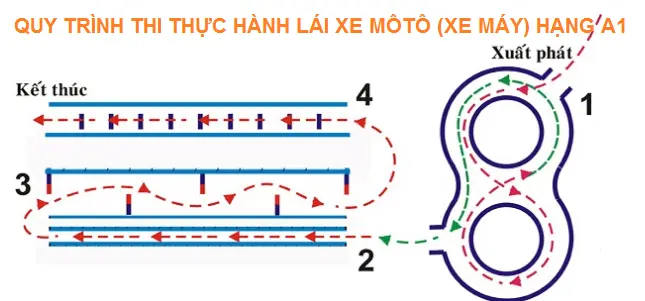 QUY TRÌNH THI THỰC HÀNH LÁI XE MÔTÔ (XE MÁY) HẠNG A1
Xuất phát
Kết thúc
4
1
3
2